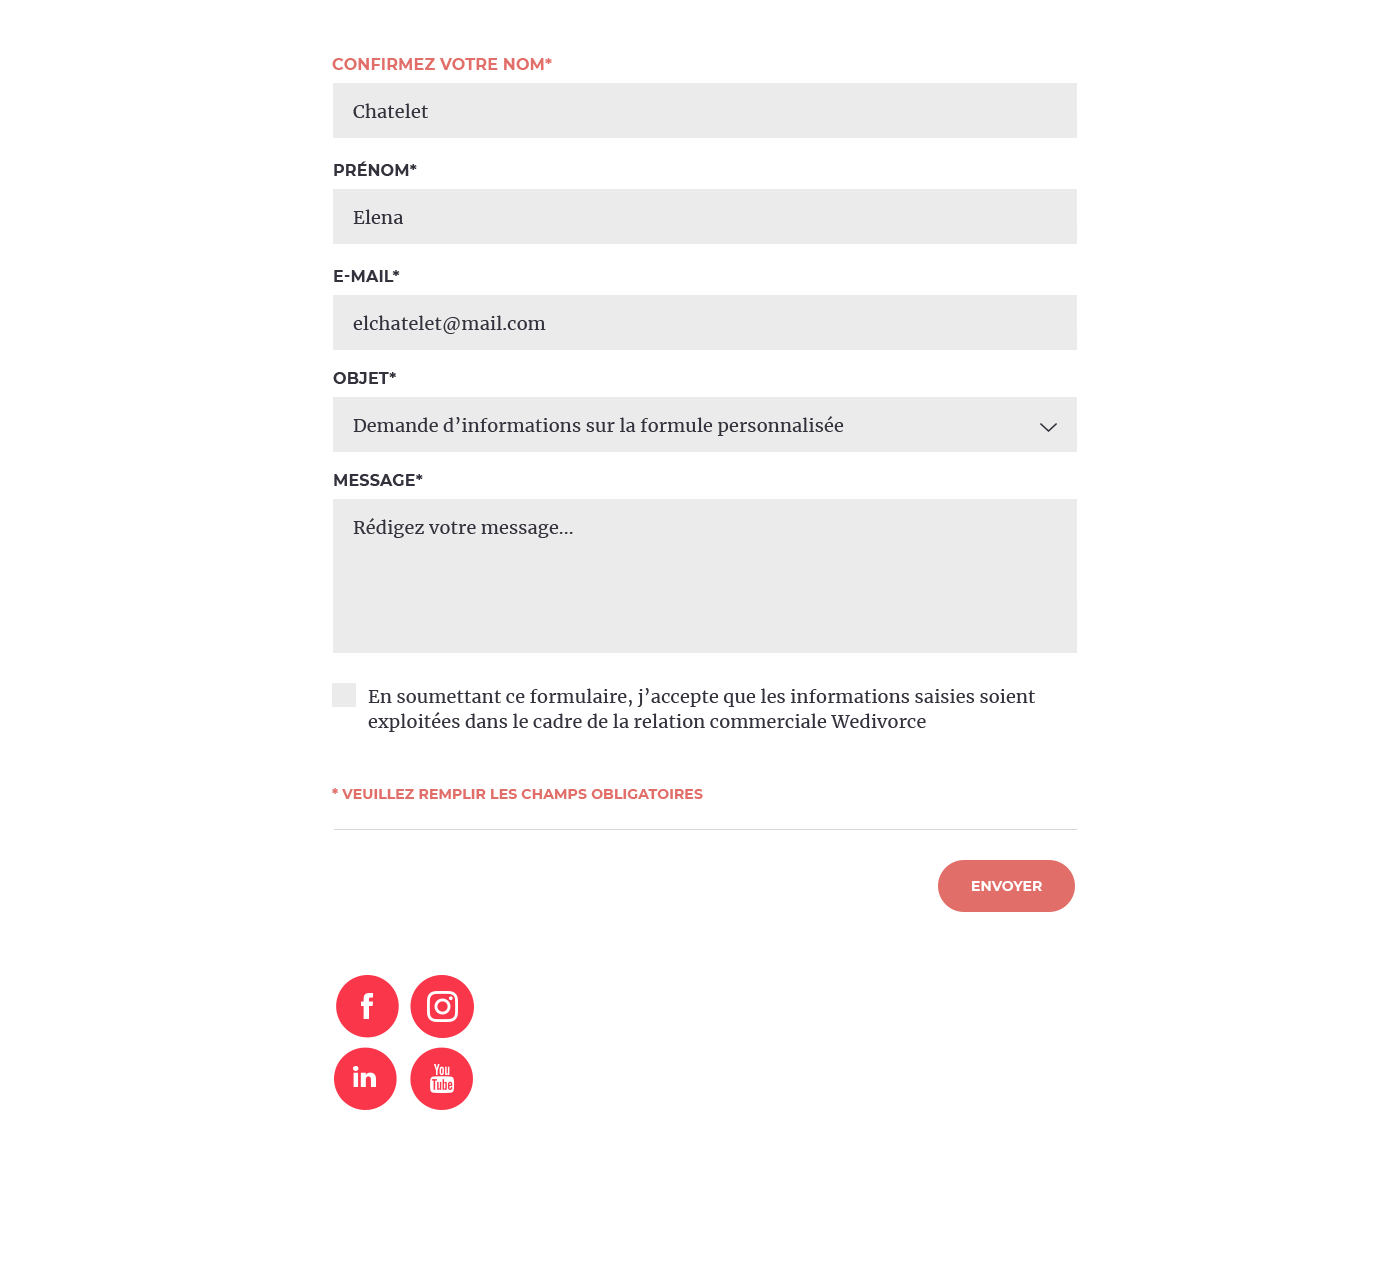 CONFIRMEZ VOTRE NOM*
Chatelet
PRÉNOM*
Elena
E-MAIL*
elchatelet@mail.com
OBJET*
Demande d’informations sur la formule personnalisée
MESSAGE*
Rédigez votre message...
En soumettant ce formulaire, j’accepte que les informations saisies soient
exploitées dans le cadre de la relation commerciale Wedivorce
* VEUILLEZ REMPLIR LES CHAMPS OBLIGATOIRES
ENVOYER
f
in
You
Tube